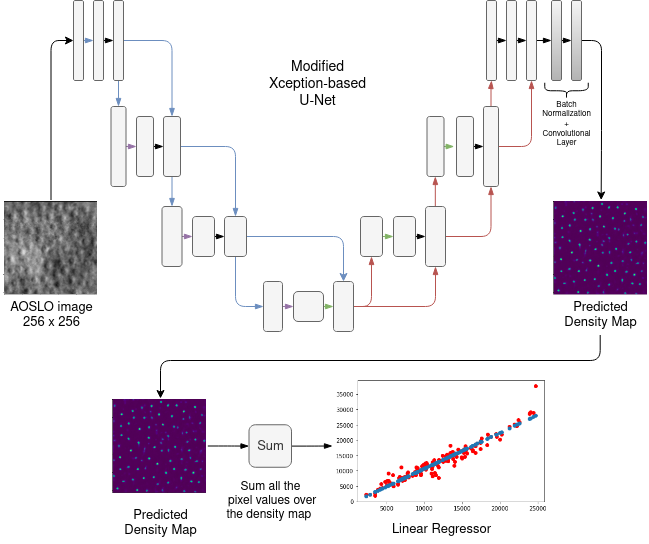 Modified
Xception-based
U-Net
Batch
Normalization
+
Convolutional
Layer
AOSLO image
256 x 256
Predicted
Density Map
Sum
Sum all the
pixel values over
the density map
Predicted
Density Map
35000
30000
25000
20000
15000
10000
5000
0
5000 10000 15000 20000 25000
Linear Regressor